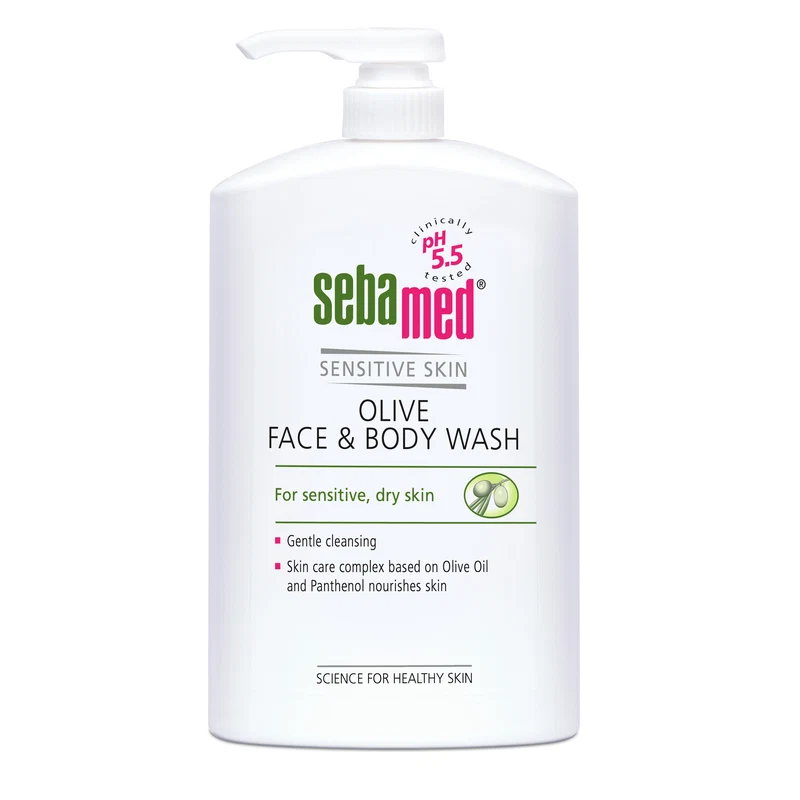 clinically
pH
5.5
tested
sebamed®
SENSITIVE SKIN
OLIVE
FACE & BODY WASH
For sensitive, dry skin
Gentle cleansing
Skin care complex based on Olive Oil
and Panthenol nourishes skin
SCIENCE FOR HEALTHY SKIN